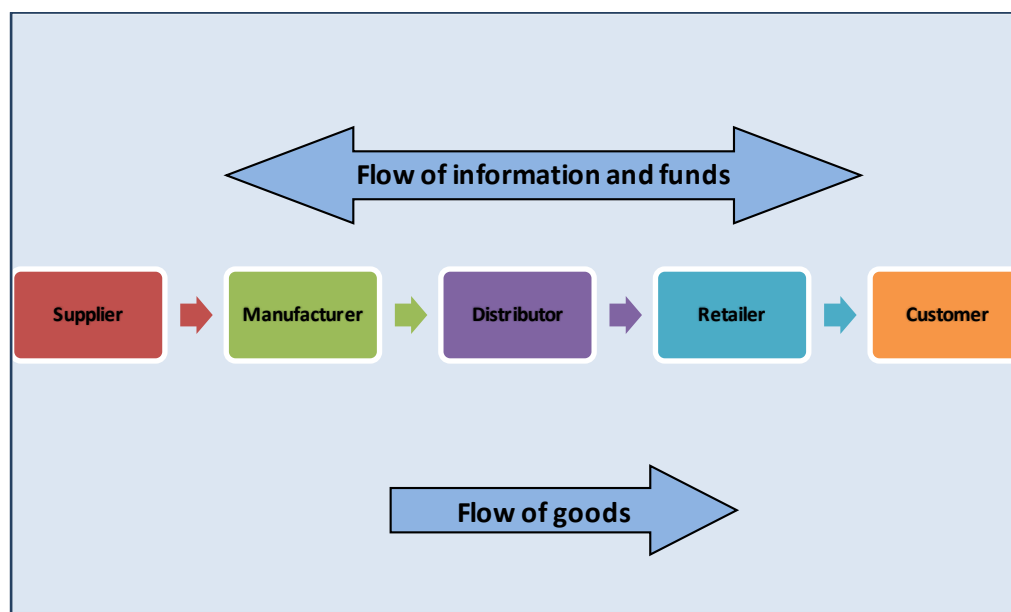 Flow of information and funds
Supplier
Manufacturer
Distributor
Retailer
Customer
Flow of goods